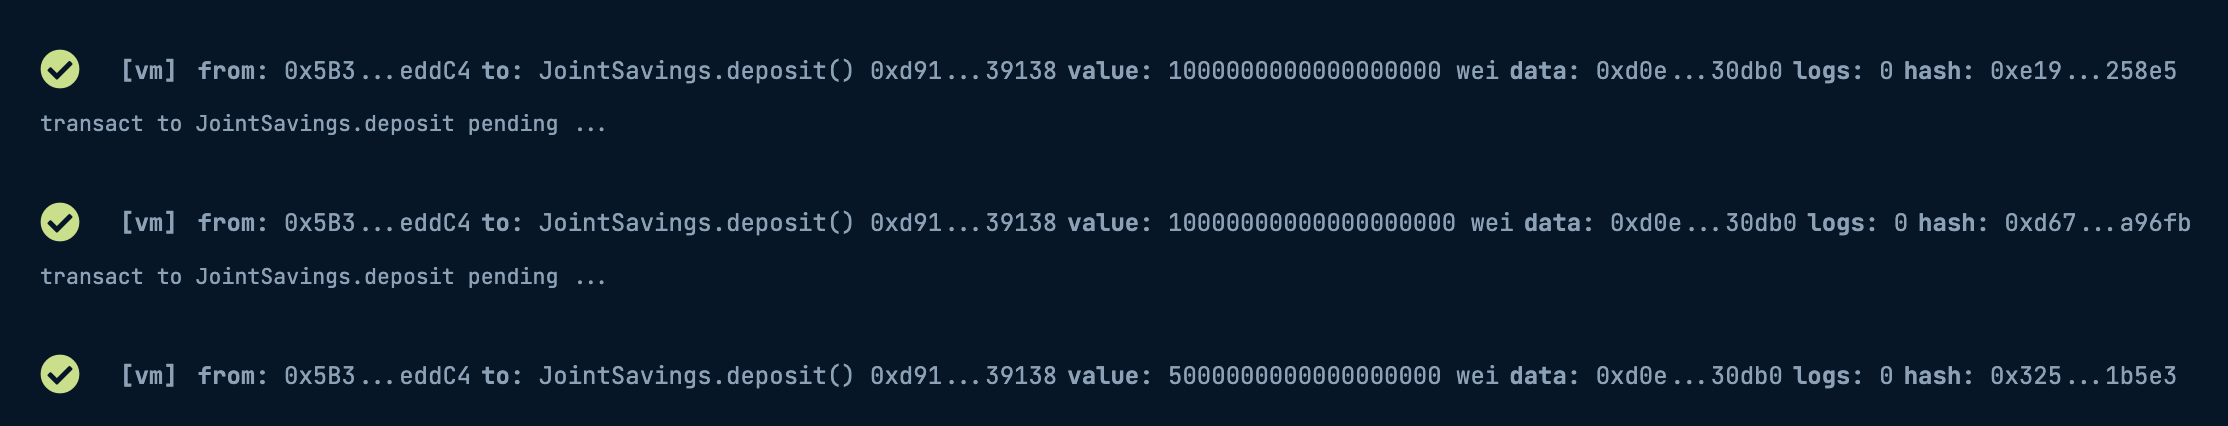 [vm] from: 0x5B3...eddC4 to: JointSavings.deposit() 0xd91...39138 value: 1000000000000000000 wei data: 0xd0e...30db0 logs: 0 hash: 0xe19...258e5
transact to JointSavings.deposit pending ...
[vm] from: 0x5B3...eddC4 to: JointSavings.deposit() 0xd91...39138 value: 10000000000000000000 wei data: 0xd0e...30db0 logs: 0 hash: 0xd67...a96fb
transact to JointSavings.deposit pending ...
[vm] from: 0x5B3...eddC4 to: JointSavings.deposit() 0xd91...39138 value: 5000000000000000000 wei data: 0xd0e...30db0 logs: 0 hash: 0x325...1b5e3